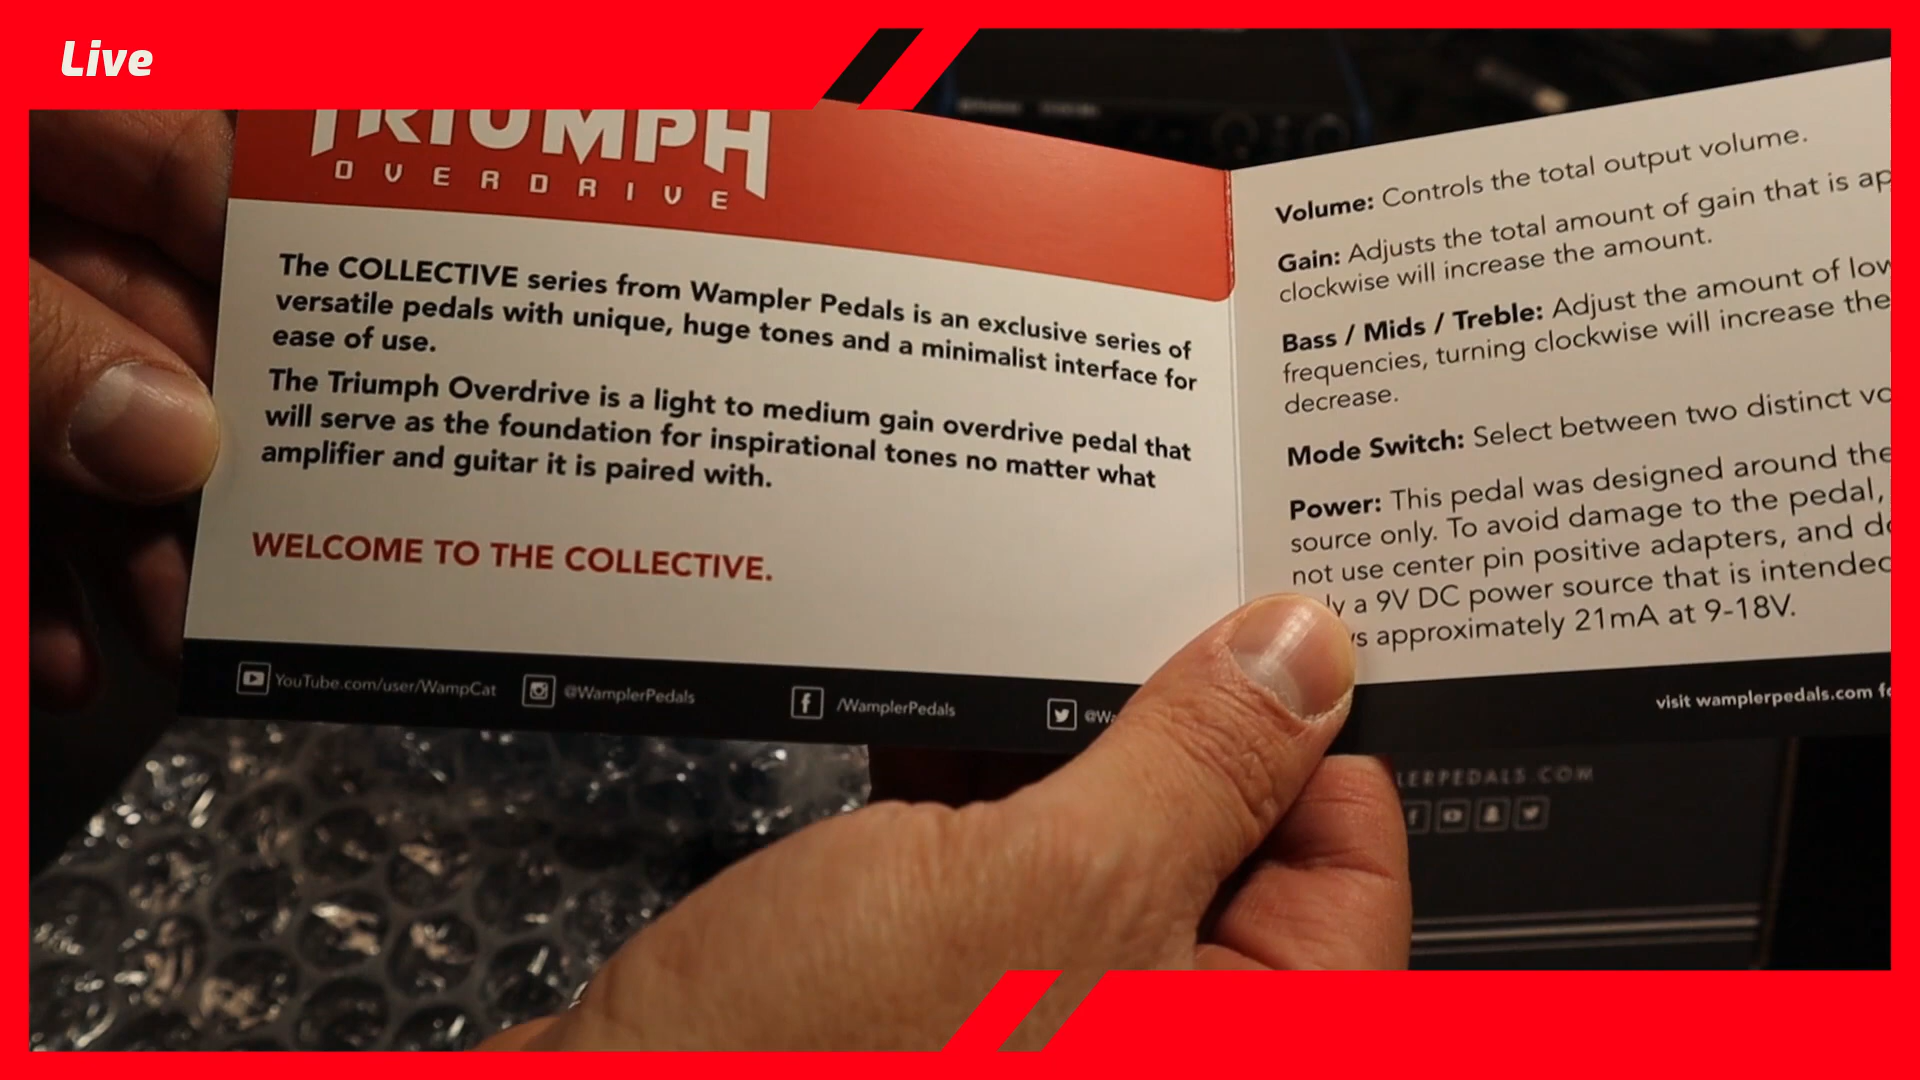 Live
TRIUMPH
OVERDRIVE
The COLLECTIVE series from Wampler Pedals is an exclusive series of
versatile pedals with unique, huge tones and a minimalist interface for
ease of use.
The Triumph Overdrive is a light to medium gain overdrive pedal that
will serve as the foundation for inspirational tones no matter what
amplifier and guitar it is paired with.
WELCOME TO THE COLLECTIVE.
YouTube.com/user/WampCat
@WamplerPedals
/WamplerPedals
Volume: Controls the total output volume.
Gain: Adjusts the total amount of gain that is
clockwise will increase the amount.
Bass / Mids / Treble: Adjust the amount of
frequencies, turning clockwise will increase the
decrease.
Mode Switch: Select between two distinct
Power: This pedal was designed around the
source only. To avoid damage to the pedal,
not use center pin positive adapters, and
a 9V DC power source that is intended
approximately 21mA at 9-18V.
visit wamplerpedals.com